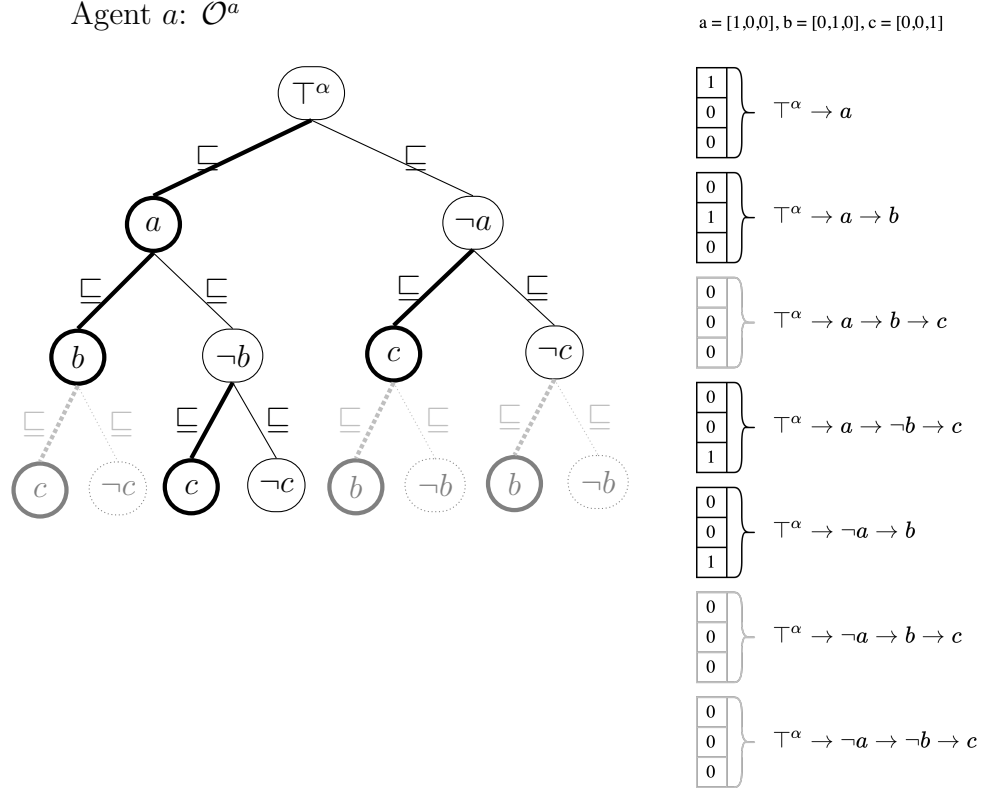 Agent a: 𝒪ᵃ
⊤ᵅ
⊑ ⊑
a ¬a
⊑ ⊑ ⊑ ⊑
b ¬b c ¬c
⊑ ⊑ ⊑ ⊑ ⊑ ⊑ ⊑ ⊑
c ¬c c ¬c b ¬b b ¬b
a = [1,0,0], b = [0,1,0], c = [0,0,1]
1
0
0
⊤ᵅ → a
0
1
0
⊤ᵅ → a → b
0
0
0
⊤ᵅ → a → b → c
0
0
1
⊤ᵅ → a → ¬b → c
0
0
1
⊤ᵅ → ¬a → b
0
0
0
⊤ᵅ → ¬a → b → c
0
0
0
⊤ᵅ → ¬a → ¬b → c